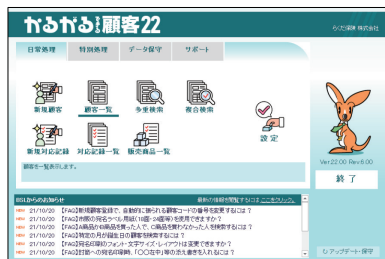 かるがるできる顧客22
らくだ保険 株式会社
日常処理 特別処理 データ保守 サポート
新規顧客 顧客一覧 多重検索 複合検索
設定
新規対応記録 対応記録一覧 販売商品一覧
顧客を一覧表示します。
Ver.22.00 Rev:6.00
終了
BSLからのお知らせ 最新の情報を閲覧するには ここをクリック。
NEW 21/10/20 【FAQ】新規顧客登録で、自動的に振られる顧客コードの番号を変更するには？
NEW 21/10/20 【FAQ】市販の宛名ラベル用紙(18面・24面等)を使用できますか？
NEW 21/10/20 【FAQ】A商品かB商品を買った人で、C商品を買わなかった人を検索するには？
NEW 21/10/20 【FAQ】特定の月が誕生日の顧客を検索するには？
NEW 21/10/20 【FAQ】宛名印刷のフォント・文字サイズ・レイアウトは変更できますか？
NEW 21/10/20 【FAQ】封筒への宛名印刷時、「〇〇在中」等の添え書きを入れるには？
アップデート・保守